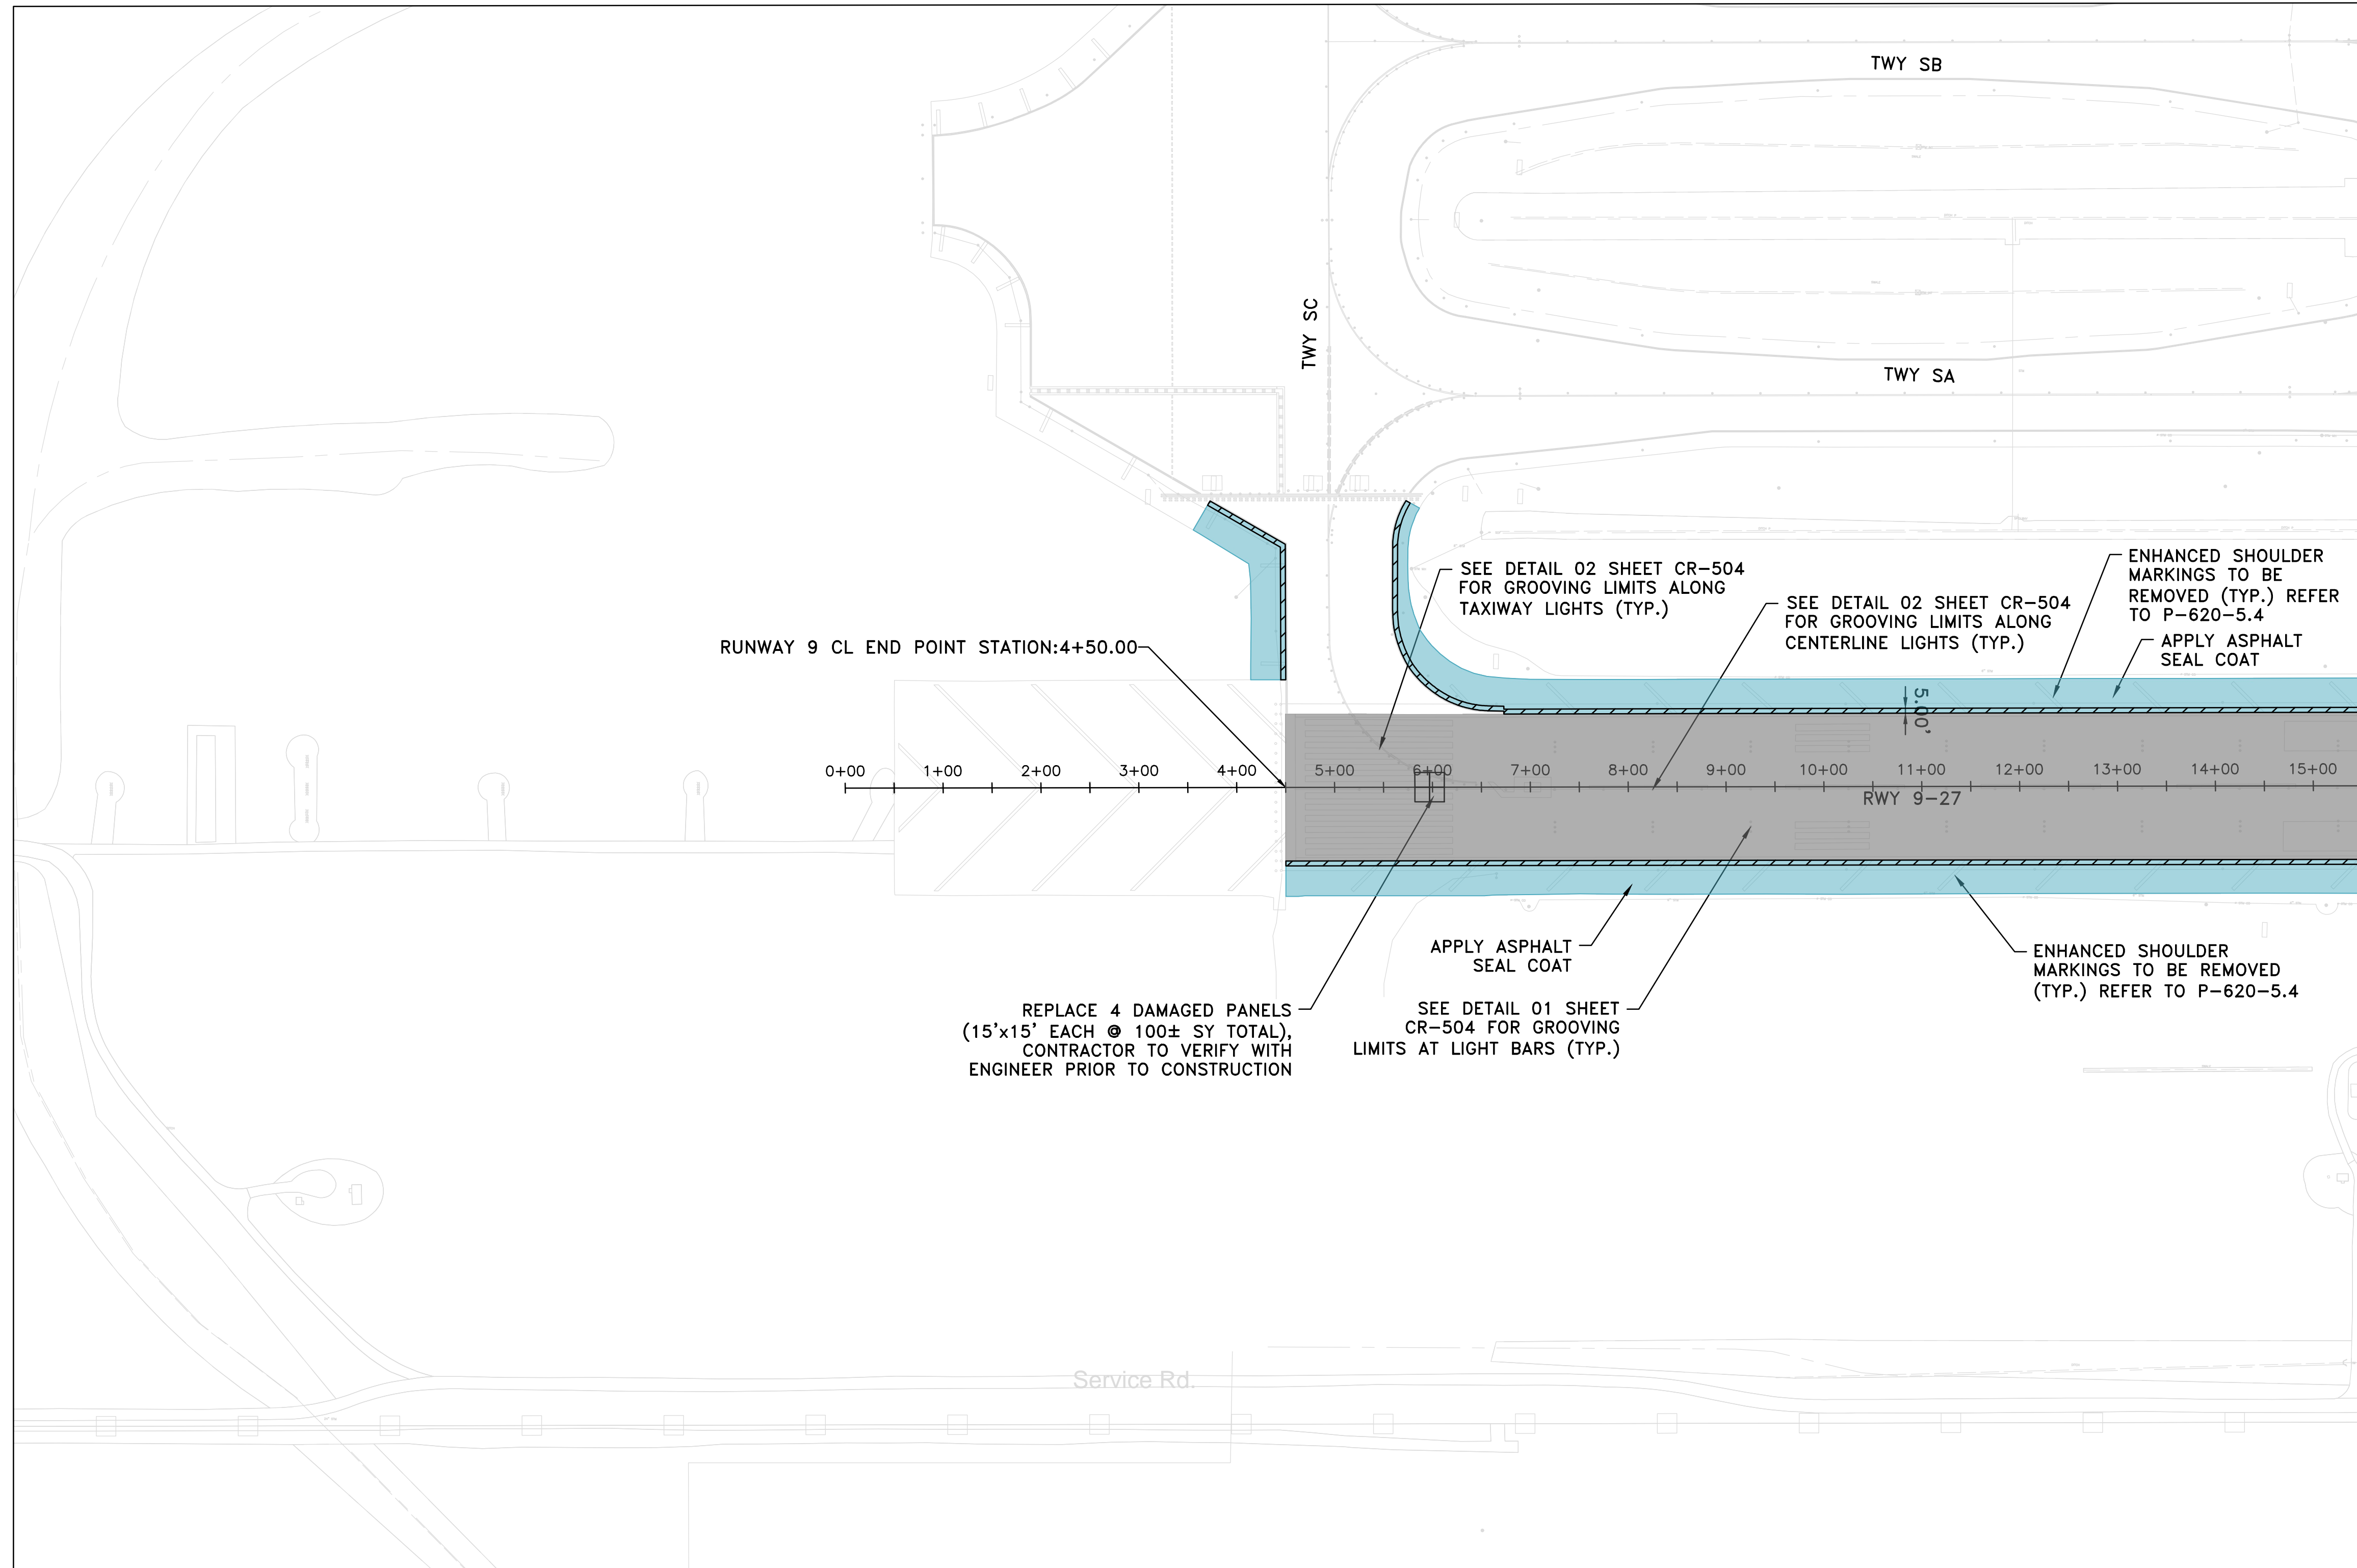 TWY SB
TWY SC
TWY SA
ENHANCED SHOULDER
MARKINGS TO BE
REMOVED (TYP.) REFER
TO P-620-5.4
SEE DETAIL 02 SHEET CR-504
FOR GROOVING LIMITS ALONG
TAXIWAY LIGHTS (TYP.)
SEE DETAIL 02 SHEET CR-504
FOR GROOVING LIMITS ALONG
CENTERLINE LIGHTS (TYP.)
APPLY ASPHALT
SEAL COAT
RUNWAY 9 CL END POINT STATION:4+50.00
5.00'
0+00 1+00 2+00 3+00 4+00 5+00 6+00 7+00 8+00 9+00 10+00 11+00 12+00 13+00 14+00 15+00
RWY 9-27
APPLY ASPHALT
SEAL COAT
ENHANCED SHOULDER
MARKINGS TO BE REMOVED
(TYP.) REFER TO P-620-5.4
REPLACE 4 DAMAGED PANELS
(15'x15' EACH @ 100± SY TOTAL),
CONTRACTOR TO VERIFY WITH
ENGINEER PRIOR TO CONSTRUCTION
SEE DETAIL 01 SHEET
CR-504 FOR GROOVING
LIMITS AT LIGHT BARS (TYP.)
Service Rd.